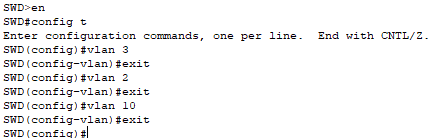 SWD>en
SWD#config t
Enter configuration commands, one per line.  End with CNTL/Z.
SWD(config)#vlan 3
SWD(config-vlan)#exit
SWD(config)#vlan 2
SWD(config-vlan)#exit
SWD(config)#vlan 10
SWD(config-vlan)#exit
SWD(config)#